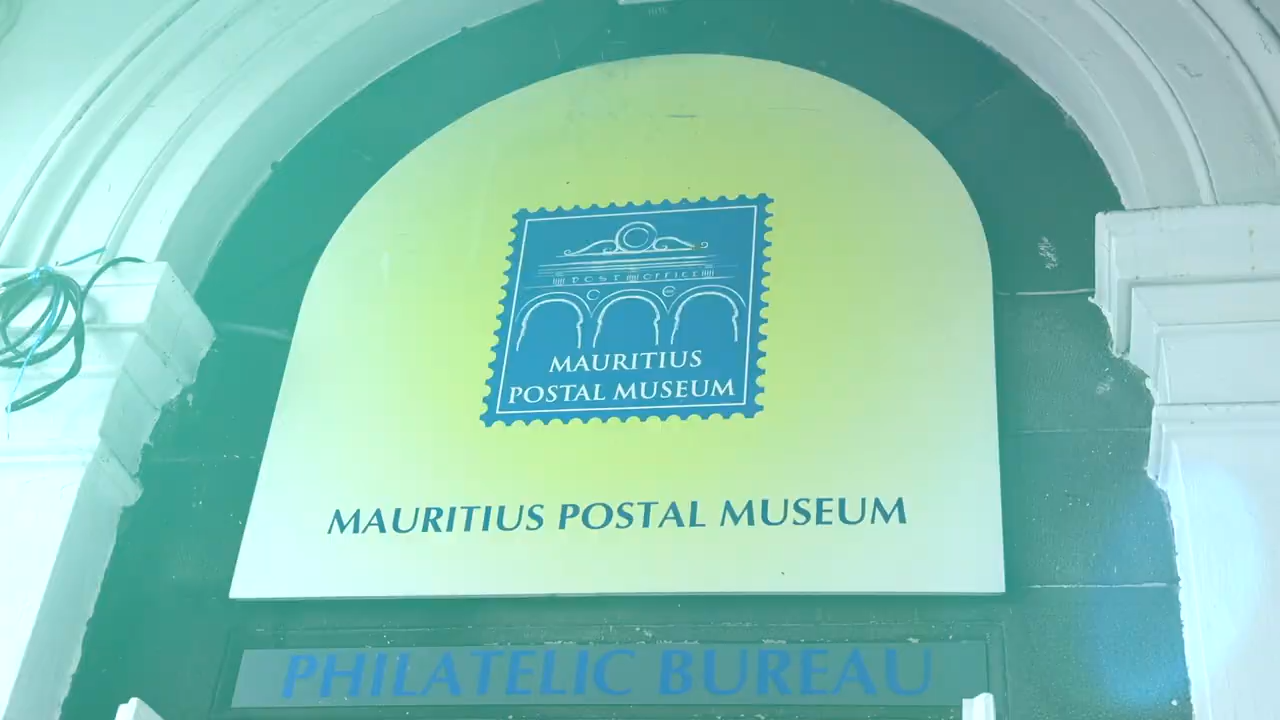 POST OFFICE
MAURITIUS
POSTAL MUSEUM
MAURITIUS POSTAL MUSEUM
PHILATELIC BUREAU